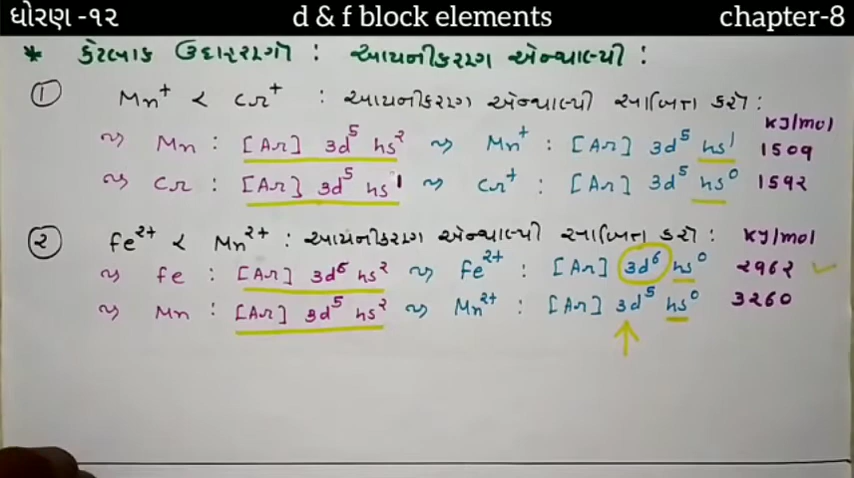 ધોરણ -૧૨ d & f block elements chapter-8
* કેટલાક ઉદાહરણો : આયનીકરણ એન્થાલ્પી :
① Mn⁺ < Cr⁺ : આયનીકરણ એન્થાલ્પી સાબિત કરો :
KJ/mol
~> Mn : [Ar] 3d⁵ 4s² ~> Mn⁺ : [Ar] 3d⁵ 4s¹ 1509
~> Cr : [Ar] 3d⁵ 4s¹ ~> Cr⁺ : [Ar] 3d⁵ 4s⁰ 1592
② Fe²⁺ < Mn²⁺ : આયનીકરણ એન્થાલ્પી સાબિત કરો : KJ/mol
~> Fe : [Ar] 3d⁶ 4s² ~> Fe²⁺ : [Ar] 3d⁶ 4s⁰ 2962
~> Mn : [Ar] 3d⁵ 4s² ~> Mn²⁺ : [Ar] 3d⁵ 4s⁰ 3260